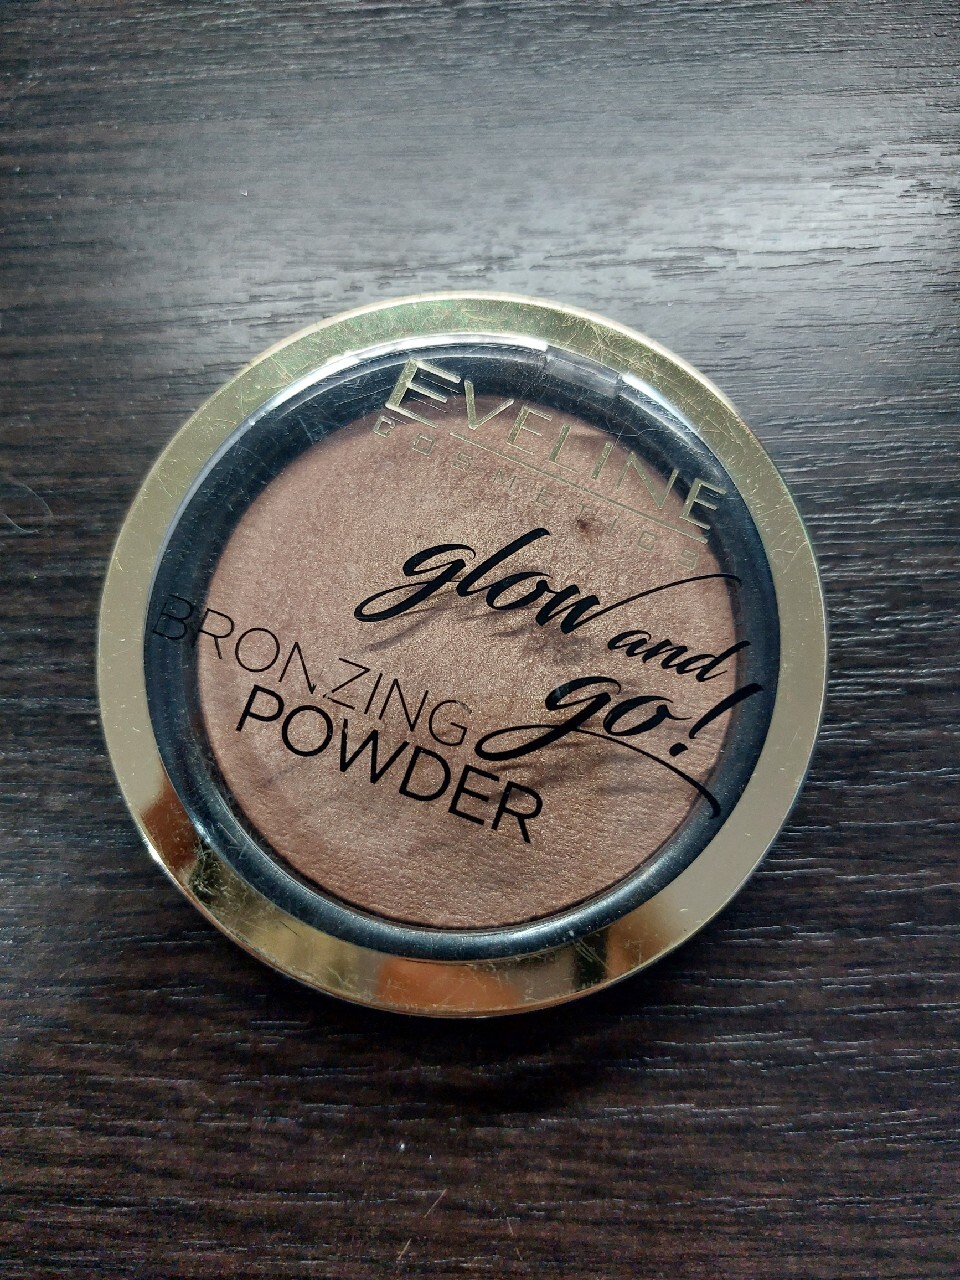 EVELINE
COSMETICS
glow and
go!
BRONZING
POWDER